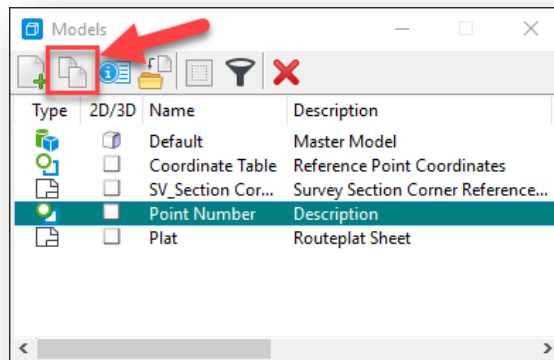 Models
Type 2D/3D Name Description
Default Master Model
Coordinate Table Reference Point Coordinates
SV_Section Cor... Survey Section Corner Reference...
Point Number Description
Plat Routeplat Sheet